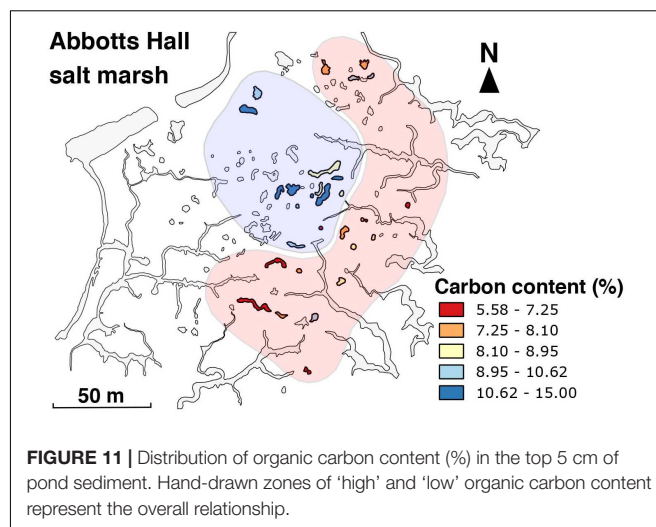 Abbotts Hall
salt marsh
N
Carbon content (%)
5.58 - 7.25
7.25 - 8.10
8.10 - 8.95
8.95 - 10.62
10.62 - 15.00
50 m
FIGURE 11 | Distribution of organic carbon content (%) in the top 5 cm of
pond sediment. Hand-drawn zones of ‘high’ and ‘low’ organic carbon content
represent the overall relationship.